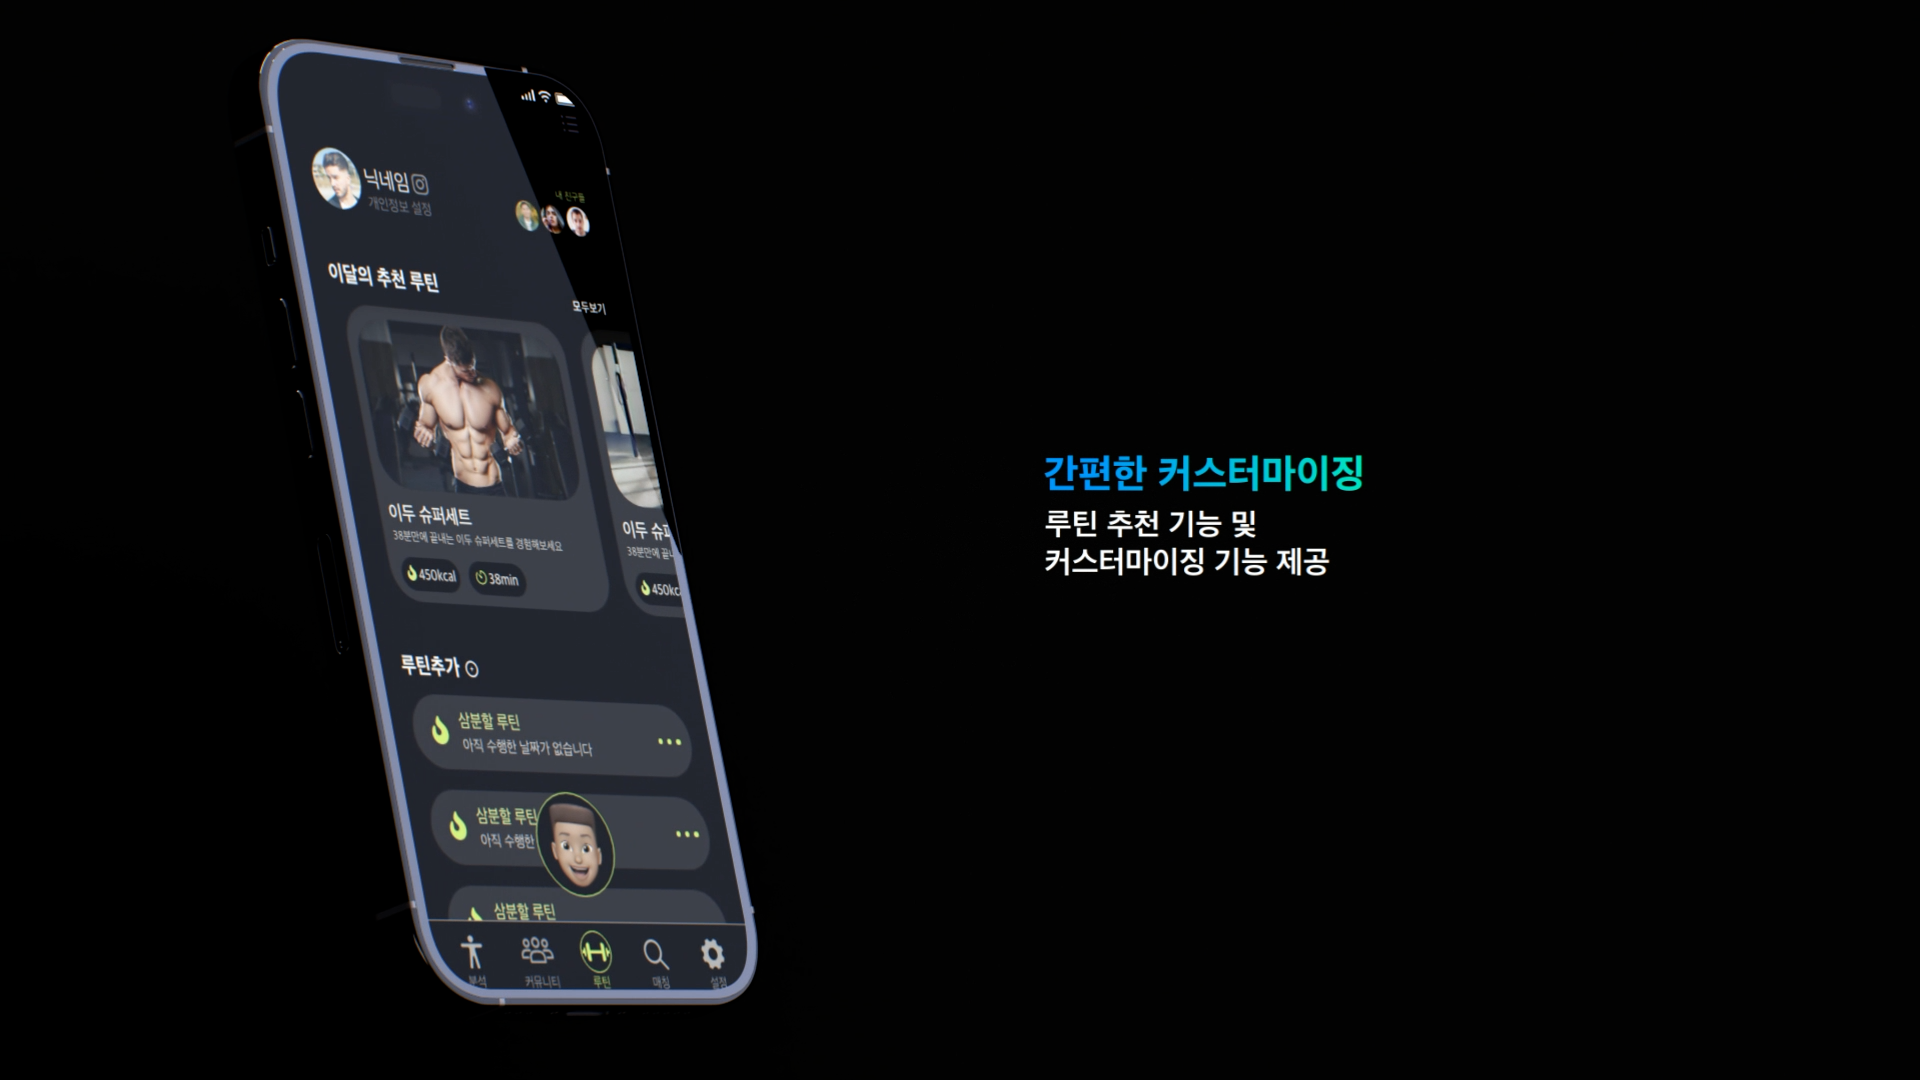 닉네임
개인정보 설정
내 친구들
이달의 추천 루틴
모두보기
이두 슈퍼세트
38분만에 끝내는 이두 슈퍼세트를 경험해보세요
450kcal 38min
이두 슈퍼
38분만에 끝내
450kc
루틴추가
삼분할 루틴
아직 수행한 날짜가 없습니다
삼분할 루틴
아직 수행한
삼분할 루틴
분석 커뮤니티 루틴 매칭 설정
간편한 커스터마이징
루틴 추천 기능 및
커스터마이징 기능 제공